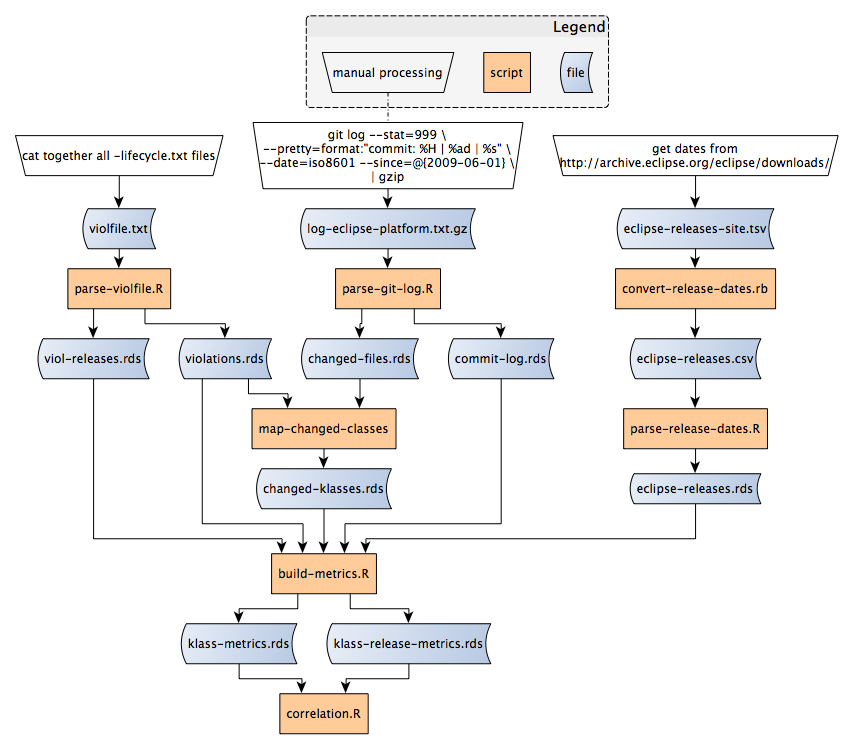 Legend
manual processing
script
file
cat together all -lifecycle.txt files
git log --stat=999 \
--pretty=format:"commit: %H | %ad | %s" \
--date=iso8601 --since=@{2009-06-01} \
| gzip
get dates from
http://archive.eclipse.org/eclipse/downloads/
violfile.txt
log-eclipse-platform.txt.gz
eclipse-releases-site.tsv
parse-violfile.R
parse-git-log.R
convert-release-dates.rb
viol-releases.rds
violations.rds
changed-files.rds
commit-log.rds
eclipse-releases.csv
map-changed-classes
parse-release-dates.R
changed-klasses.rds
eclipse-releases.rds
build-metrics.R
klass-metrics.rds
klass-release-metrics.rds
correlation.R